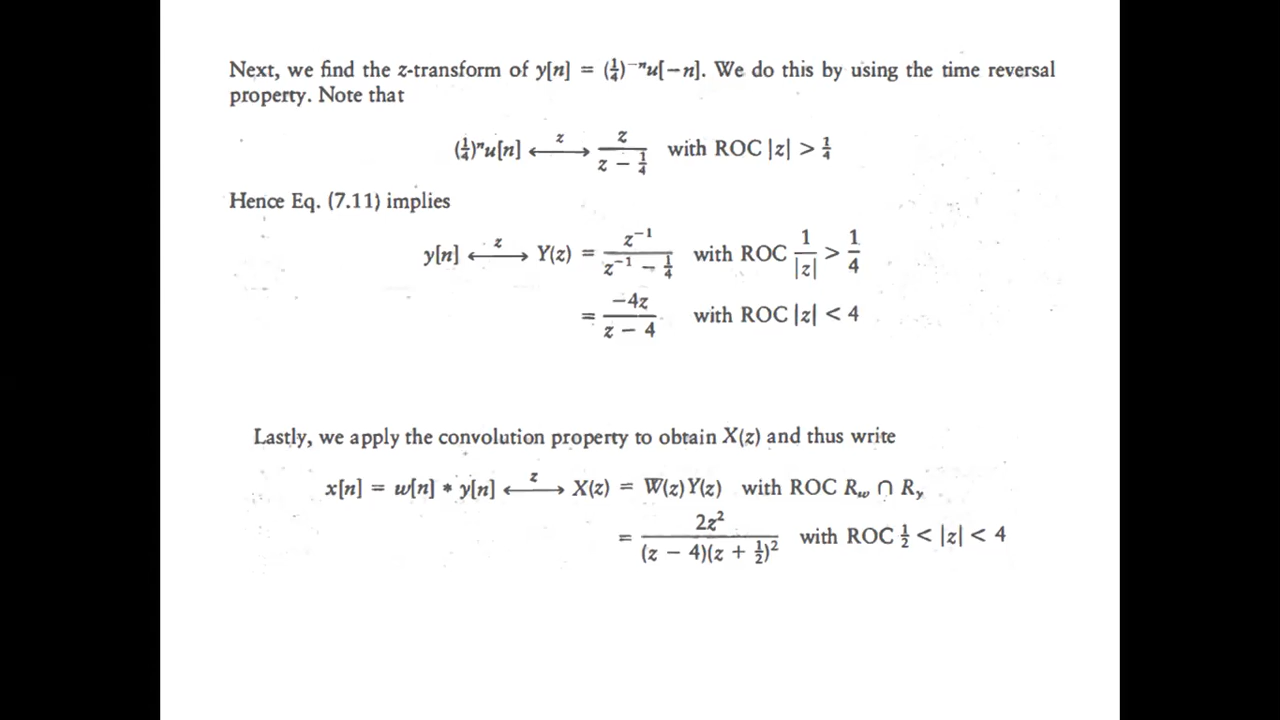 Next, we find the z-transform of y[n] = (1/4)⁻ⁿu[−n]. We do this by using the time reversal
property. Note that
(1/4)ⁿu[n] ⟷ᶻ z / (z − 1/4) with ROC |z| > 1/4
Hence Eq. (7.11) implies
y[n] ⟷ᶻ Y(z) = z⁻¹ / (z⁻¹ − 1/4) with ROC 1/|z| > 1/4
= −4z / (z − 4) with ROC |z| < 4
Lastly, we apply the convolution property to obtain X(z) and thus write
x[n] = w[n] * y[n] ⟷ᶻ X(z) = W(z)Y(z) with ROC R_w ∩ R_y
= 2z² / ((z − 4)(z + 1/2)²) with ROC 1/2 < |z| < 4